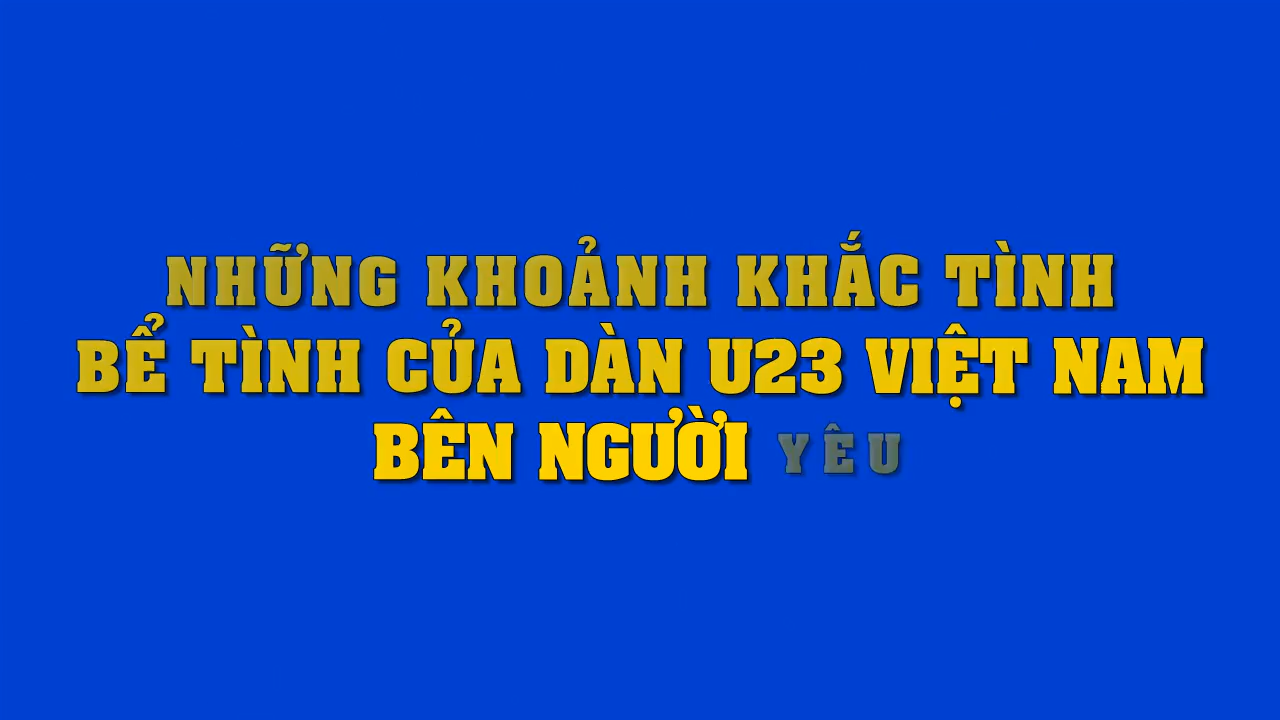 NHỮNG KHOẢNH KHẮC TÌNH
BỂ TÌNH CỦA DÀN U23 VIỆT NAM
BÊN NGƯỜI YÊU